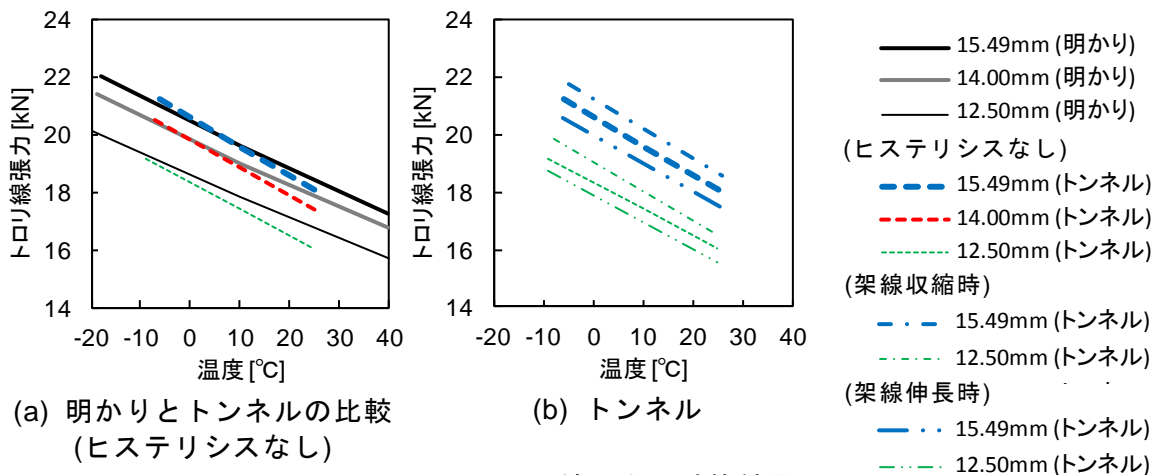 24
22
20
18
16
14
トロリ線張力 [kN]
-20 -10 0 10 20 30 40
温度 [℃]
(a) 明かりとトンネルの比較
(ヒステリシスなし)
24
22
20
18
16
14
トロリ線張力 [kN]
-20 -10 0 10 20 30 40
温度 [℃]
(b) トンネル
15.49mm (明かり)
14.00mm (明かり)
12.50mm (明かり)
(ヒステリシスなし)
15.49mm (トンネル)
14.00mm (トンネル)
12.50mm (トンネル)
(架線収縮時)
15.49mm (トンネル)
12.50mm (トンネル)
(架線伸長時)
15.49mm (トンネル)
12.50mm (トンネル)